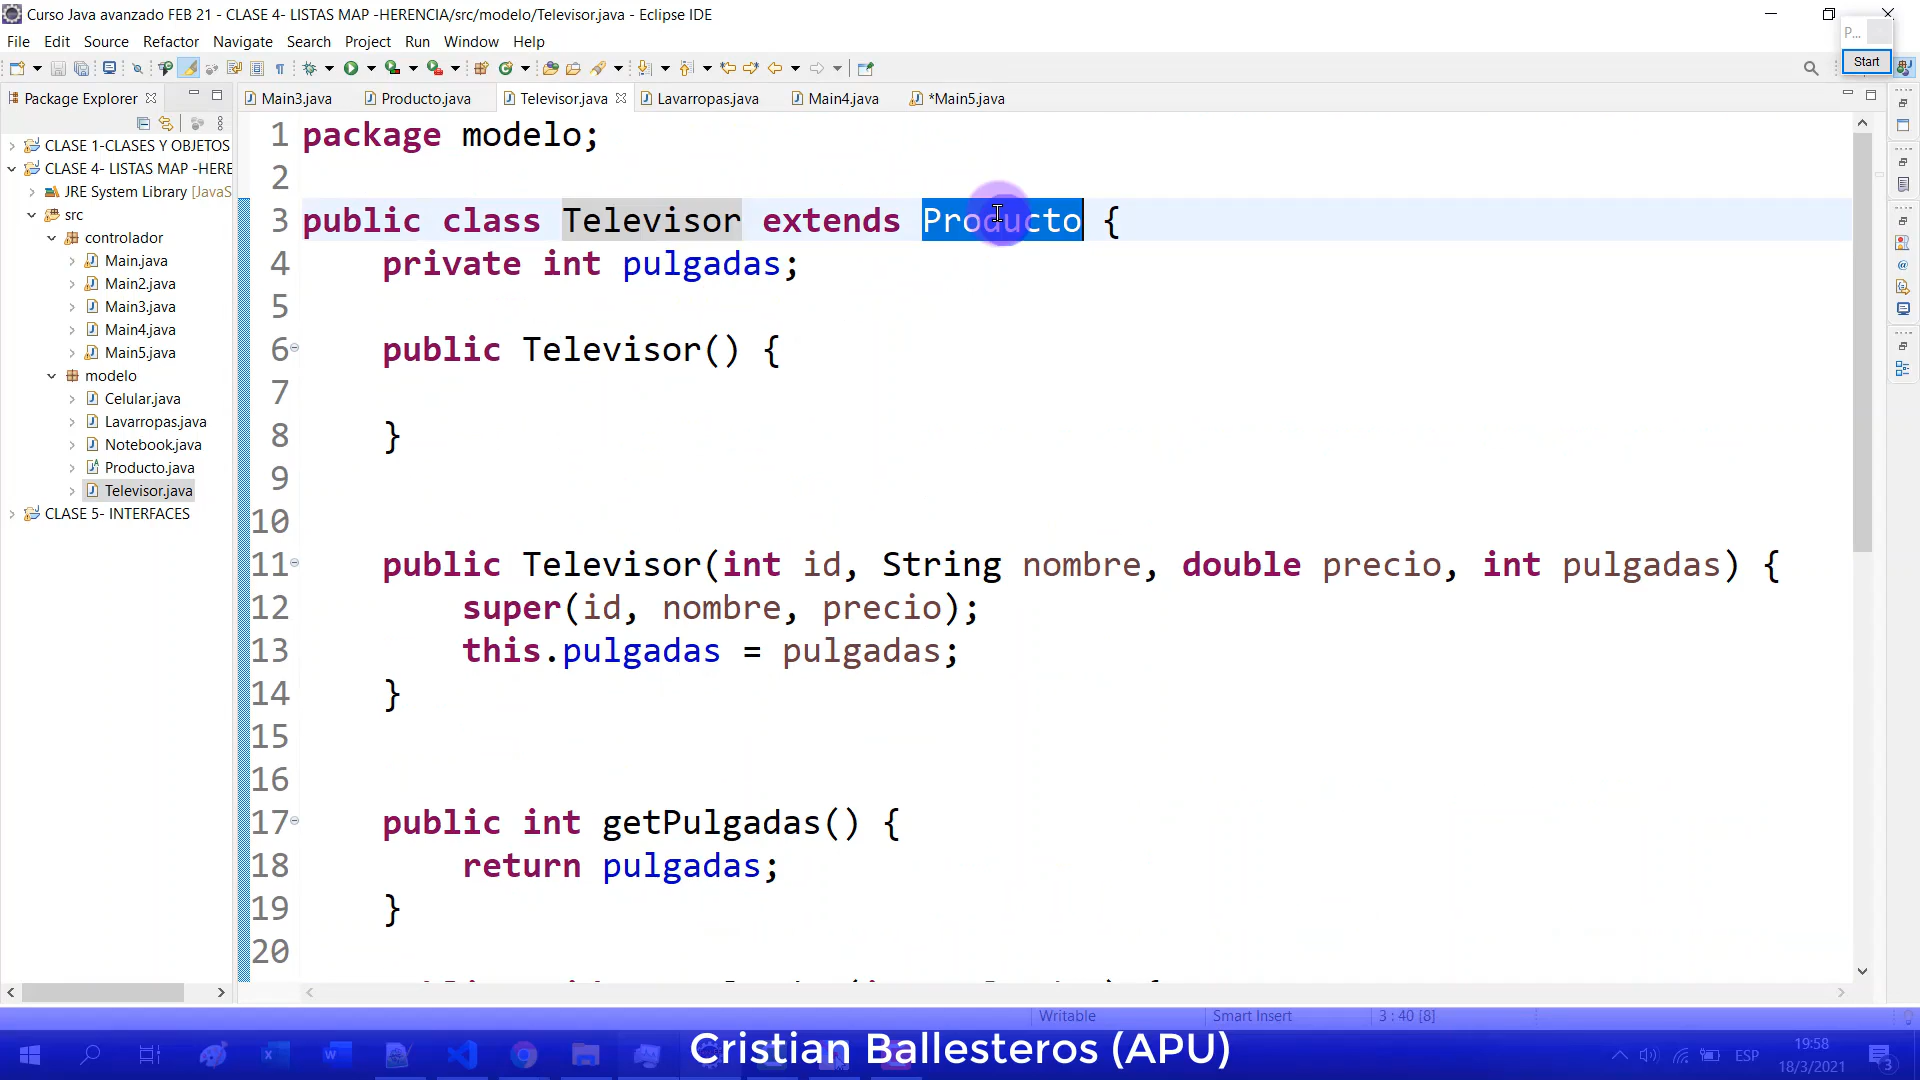 Curso Java avanzado FEB 21 - CLASE 4- LISTAS MAP -HERENCIA/src/modelo/Televisor.java - Eclipse IDE
P...
File Edit Source Refactor Navigate Search Project Run Window Help
Start
Package Explorer
Main3.java Producto.java Televisor.java Lavarropas.java Main4.java *Main5.java
CLASE 1-CLASES Y OBJETOS
CLASE 4- LISTAS MAP -HERE
JRE System Library [JavaS
src
controlador
Main.java
Main2.java
Main3.java
Main4.java
Main5.java
modelo
Celular.java
Lavarropas.java
Notebook.java
Producto.java
Televisor.java
CLASE 5- INTERFACES
1 package modelo;
2
3 public class Televisor extends Producto {
4 private int pulgadas;
5
6 public Televisor() {
7
8 }
9
10
11 public Televisor(int id, String nombre, double precio, int pulgadas) {
12 super(id, nombre, precio);
13 this.pulgadas = pulgadas;
14 }
15
16
17 public int getPulgadas() {
18 return pulgadas;
19 }
20
Writable Smart Insert 3 : 40 [8]
Cristian Ballesteros (APU)
ESP
19:58
18/3/2021
3